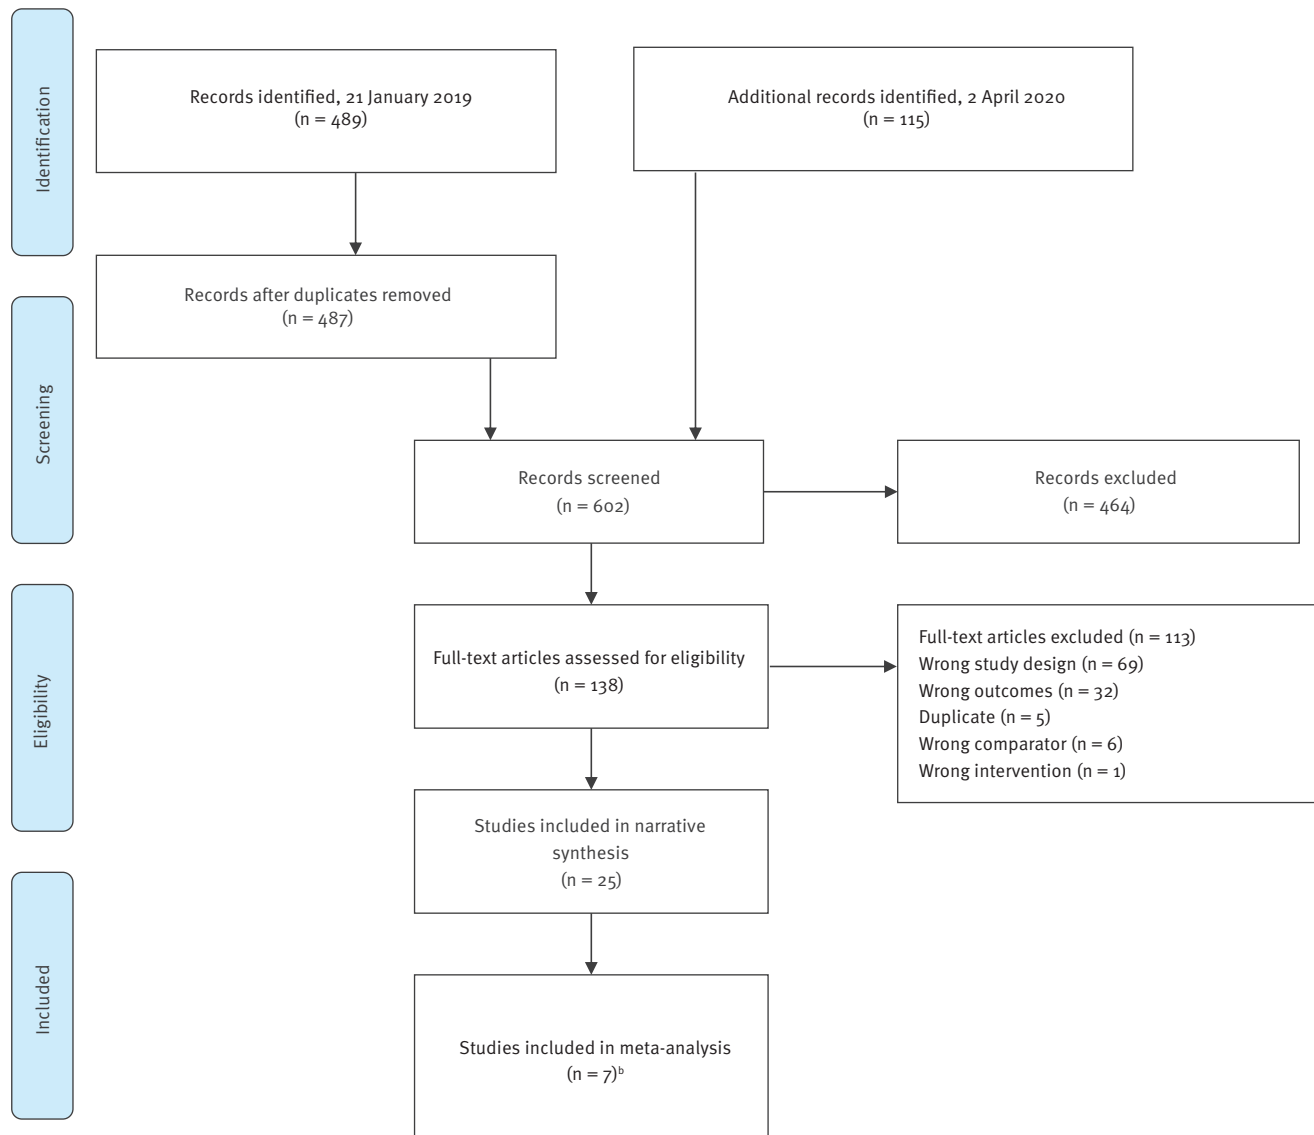 Identification
Records identified, 21 January 2019
(n = 489)
Additional records identified, 2 April 2020
(n = 115)
Records after duplicates removed
(n = 487)
Screening
Records screened
(n = 602)
Records excluded
(n = 464)
Eligibility
Full-text articles assessed for eligibility
(n = 138)
Full-text articles excluded (n = 113)
Wrong study design (n = 69)
Wrong outcomes (n = 32)
Duplicate (n = 5)
Wrong comparator (n = 6)
Wrong intervention (n = 1)
Studies included in narrative
synthesis
(n = 25)
Included
Studies included in meta-analysis
(n = 7)ᵇ